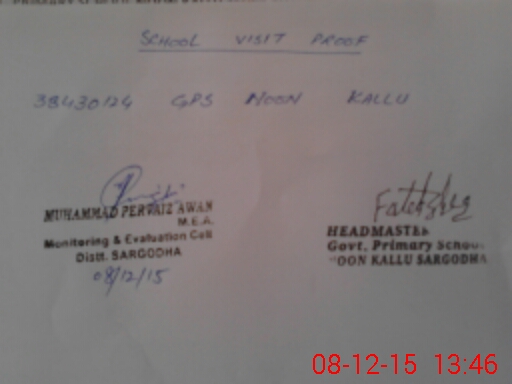 SCHOOL VISIT PROOF
38430124 GPS NOON KALLU
MUHAMMAD PERVAIZ AWAN
M.E.A.
Monitoring & Evaluation Cell
Distt. SARGODHA
08/12/15
HEADMASTER
Govt. Primary School
NOON KALLU SARGODHA
08-12-15 13:46